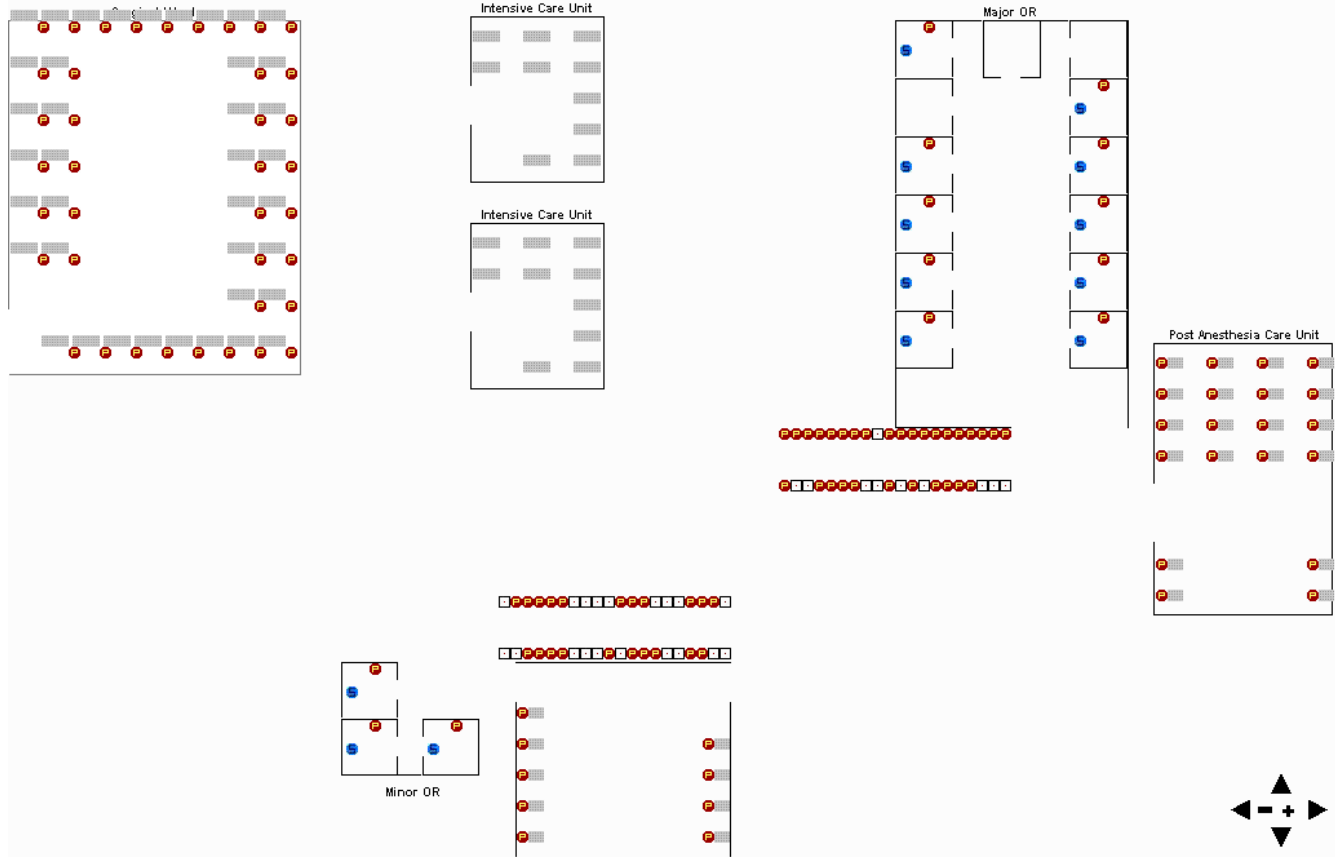 Intensive Care Unit
Major OR
Intensive Care Unit
Post Anesthesia Care Unit
Minor OR